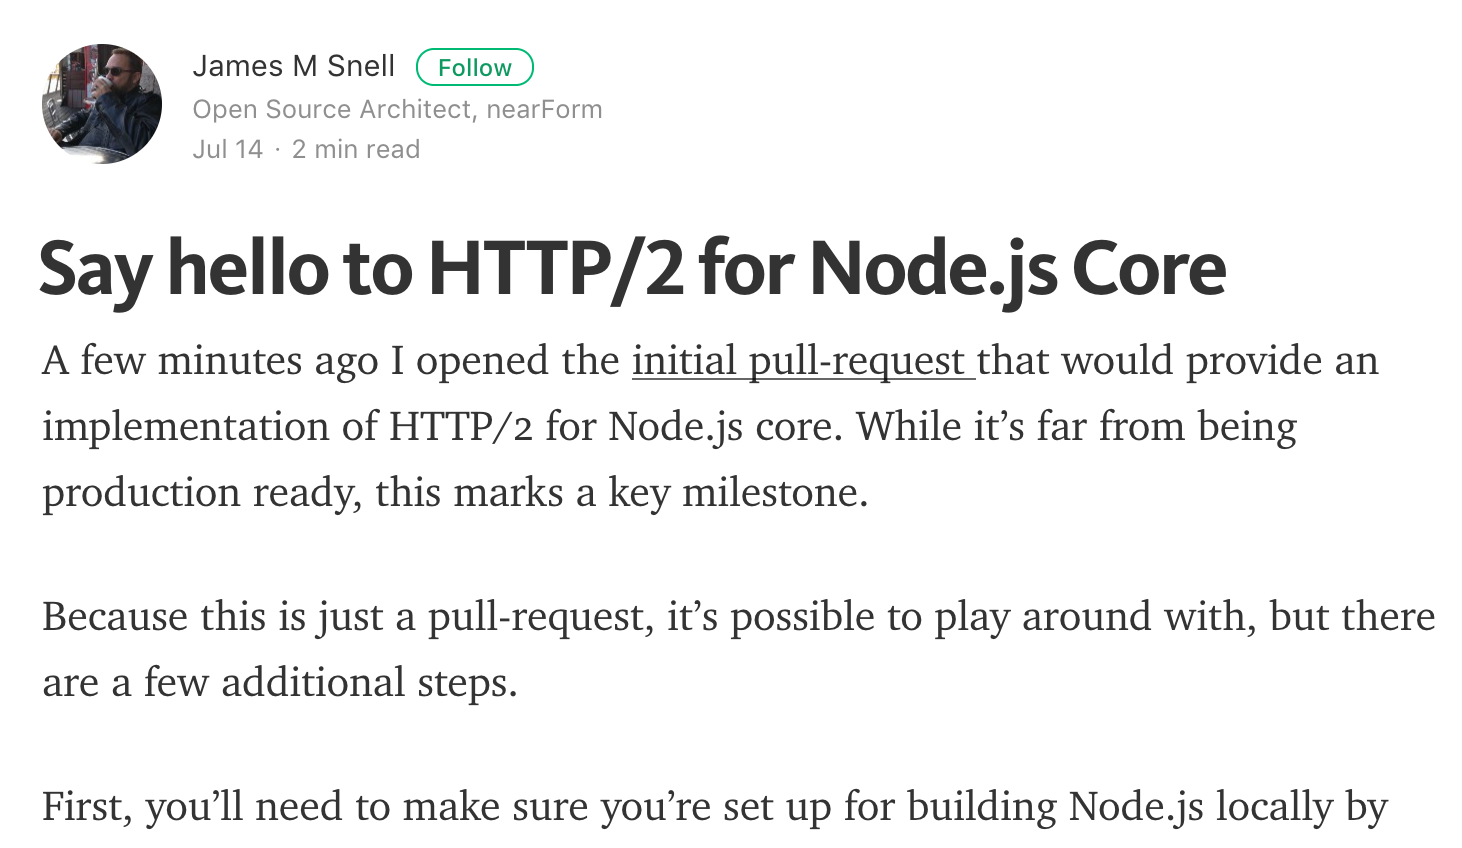 James M Snell Follow
Open Source Architect, nearForm
Jul 14 · 2 min read
Say hello to HTTP/2 for Node.js Core
A few minutes ago I opened the initial pull-request that would provide an
implementation of HTTP/2 for Node.js core. While it’s far from being
production ready, this marks a key milestone.
Because this is just a pull-request, it’s possible to play around with, but there
are a few additional steps.
First, you’ll need to make sure you’re set up for building Node.js locally by